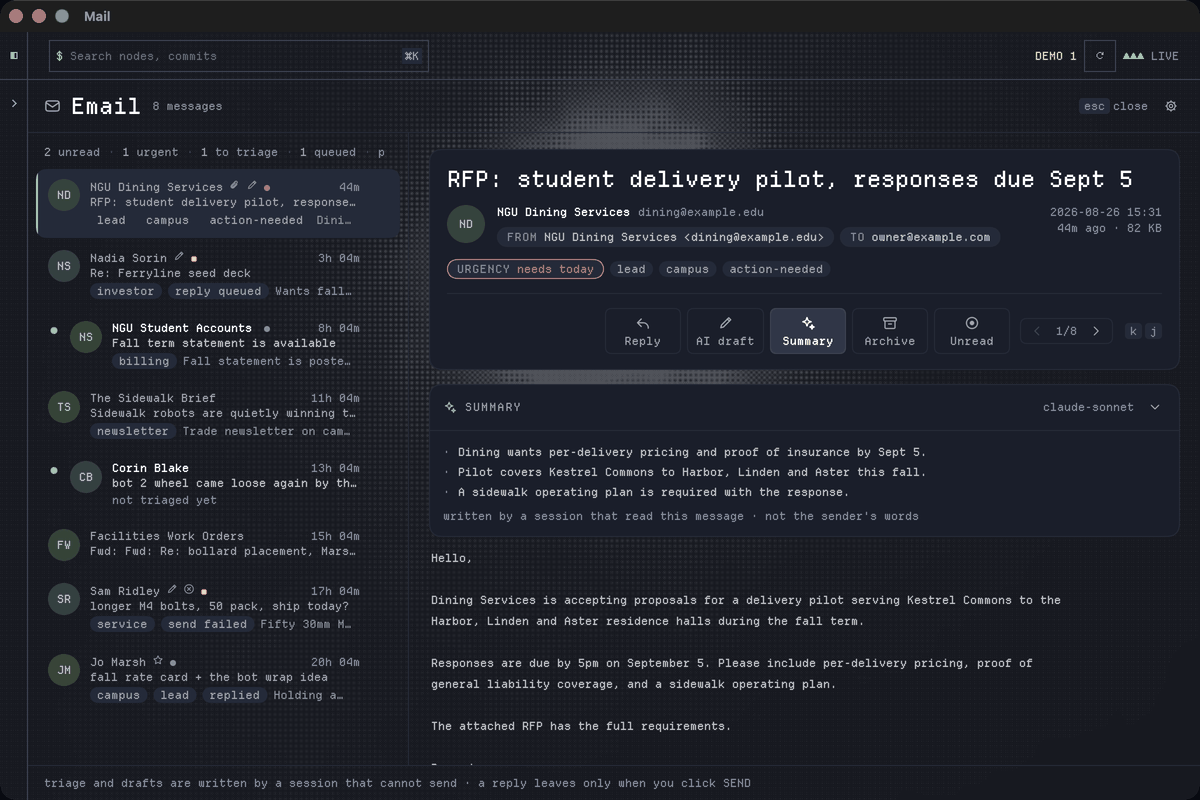 Mail
$ Search nodes, commits ⌘K
DEMO 1
LIVE
Email 8 messages
esc close
2 unread · 1 urgent · 1 to triage · 1 queued · p
ND NGU Dining Services 44m
RFP: student delivery pilot, response…
lead campus action-needed Dini…
NS Nadia Sorin 3h 04m
Re: Ferryline seed deck
investor reply queued Wants fall…
NS NGU Student Accounts 8h 04m
Fall term statement is available
billing Fall statement is poste…
TS The Sidewalk Brief 11h 04m
Sidewalk robots are quietly winning t…
newsletter Trade newsletter on cam…
CB Corin Blake 13h 04m
bot 2 wheel came loose again by th…
not triaged yet
FW Facilities Work Orders 15h 04m
Fwd: Fwd: Re: bollard placement, Mars…
SR Sam Ridley 17h 04m
longer M4 bolts, 50 pack, ship today?
service send failed Fifty 30mm M…
JM Jo Marsh 20h 04m
fall rate card + the bot wrap idea
campus lead replied Holding a…
RFP: student delivery pilot, responses due Sept 5
ND NGU Dining Services dining@example.edu 2026-08-26 15:31
44m ago · 82 KB
FROM NGU Dining Services <dining@example.edu> TO owner@example.com
URGENCY needs today lead campus action-needed
Reply AI draft Summary Archive Unread 1/8 k j
SUMMARY claude-sonnet
· Dining wants per-delivery pricing and proof of insurance by Sept 5.
· Pilot covers Kestrel Commons to Harbor, Linden and Aster this fall.
· A sidewalk operating plan is required with the response.
written by a session that read this message · not the sender's words
Hello,
Dining Services is accepting proposals for a delivery pilot serving Kestrel Commons to the
Harbor, Linden and Aster residence halls during the fall term.
Responses are due by 5pm on September 5. Please include per-delivery pricing, proof of
general liability coverage, and a sidewalk operating plan.
The attached RFP has the full requirements.
triage and drafts are written by a session that cannot send · a reply leaves only when you click SEND